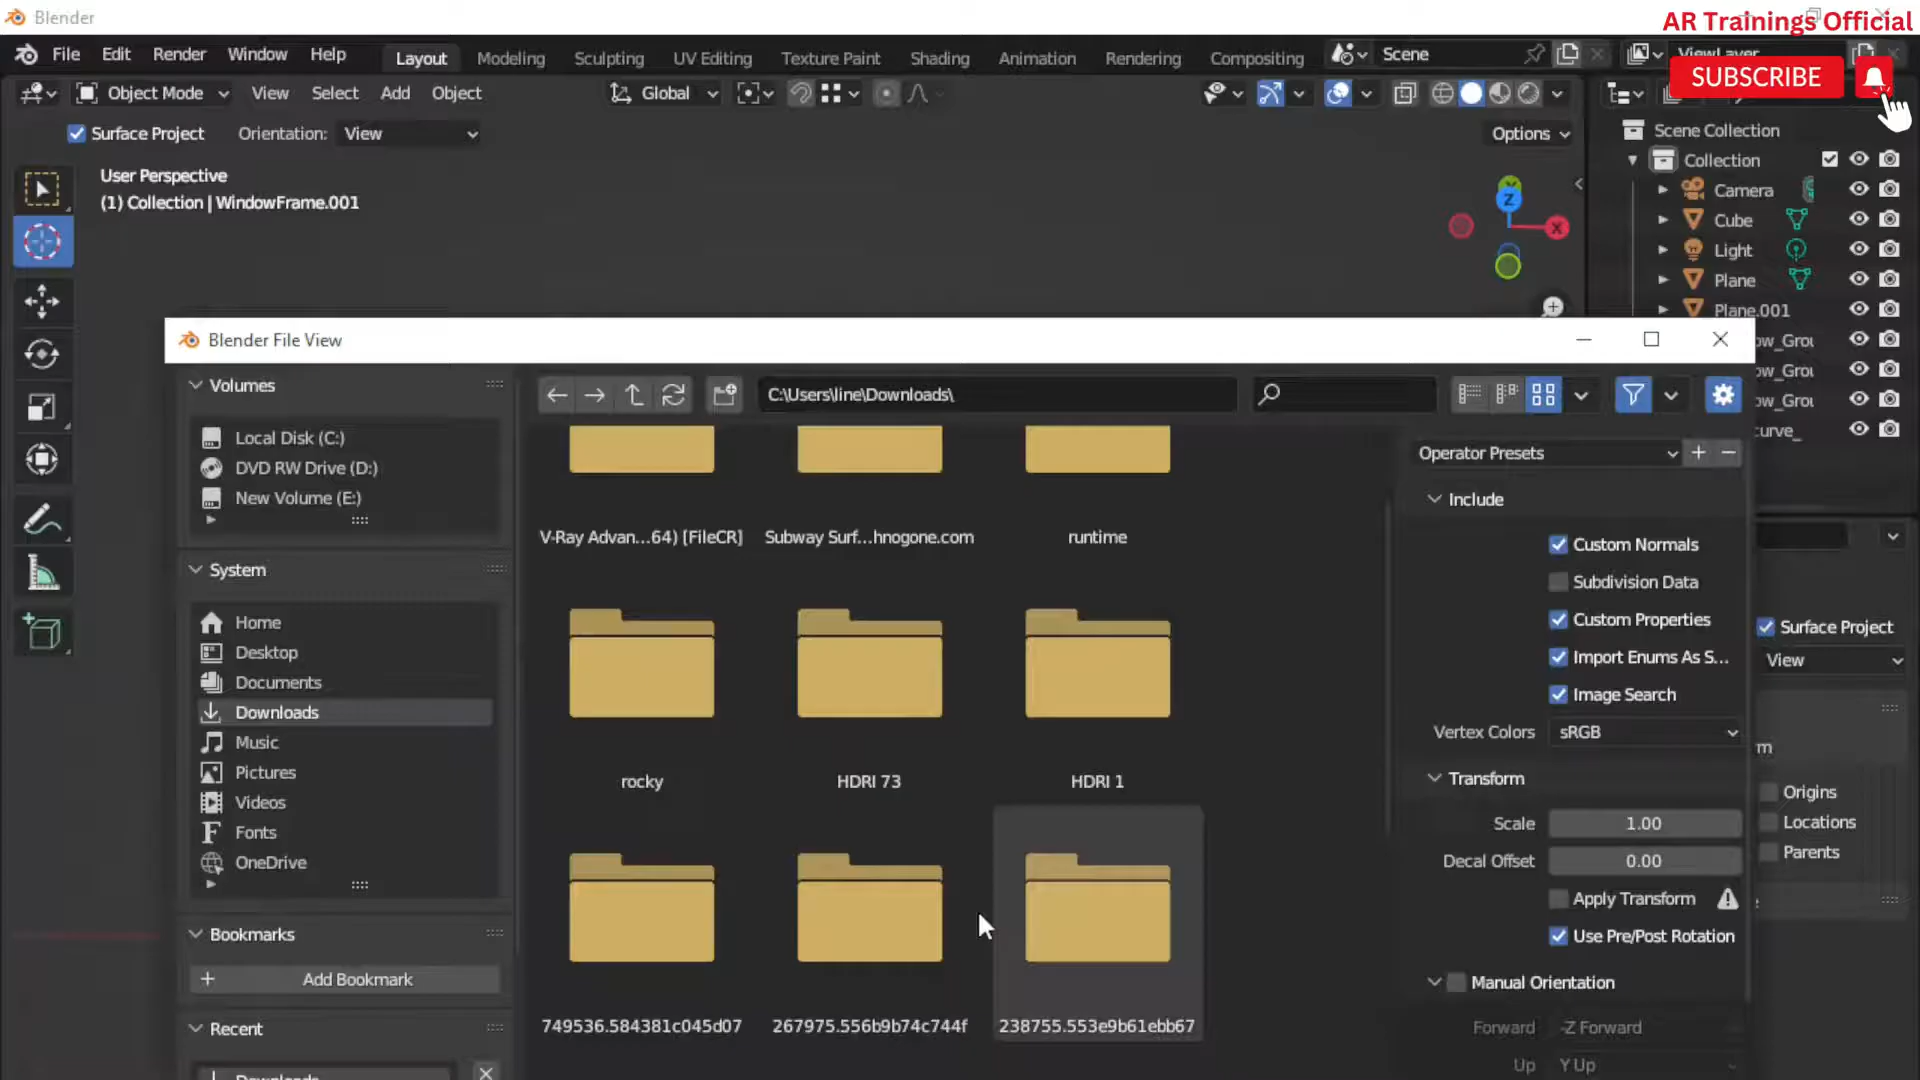 Blender
AR Trainings Official
File Edit Render Window Help Layout Modeling Sculpting UV Editing Texture Paint Shading Animation Rendering Compositing Scene ViewLayer
SUBSCRIBE
Object Mode View Select Add Object Global
Surface Project Orientation: View Options
User Perspective
(1) Collection | WindowFrame.001
Z
X
Scene Collection
Collection
Camera
Cube
Light
Plane
Plane.001
ow_Grou
ow_Grou
ow_Grou
curve_
Blender File View
Volumes
Local Disk (C:)
DVD RW Drive (D:)
New Volume (E:)
System
Home
Desktop
Documents
Downloads
Music
Pictures
Videos
Fonts
OneDrive
Bookmarks
Add Bookmark
Recent
Downloads
C:\Users\line\Downloads\
V-Ray Advan...64) [FileCR] Subway Surf...hnogone.com runtime
rocky HDRI 73 HDRI 1
749536.584381c045d07 267975.556b9b74c744f 238755.553e9b61ebb67
Operator Presets
Include
Custom Normals
Subdivision Data
Custom Properties
Import Enums As S...
Image Search
Vertex Colors sRGB
Transform
Scale 1.00
Decal Offset 0.00
Apply Transform
Use Pre/Post Rotation
Manual Orientation
Forward -Z Forward
Up Y Up
Surface Project
View
Origins
Locations
Parents